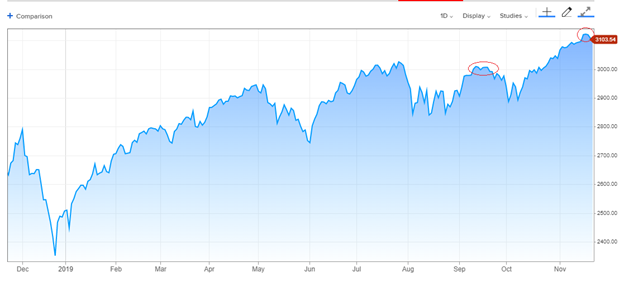 + Comparison
1D
Display
Studies
3103.54
3000.00
2900.00
2800.00
2700.00
2600.00
2500.00
2400.00
Dec 2019 Feb Mar Apr May Jun Jul Aug Sep Oct Nov